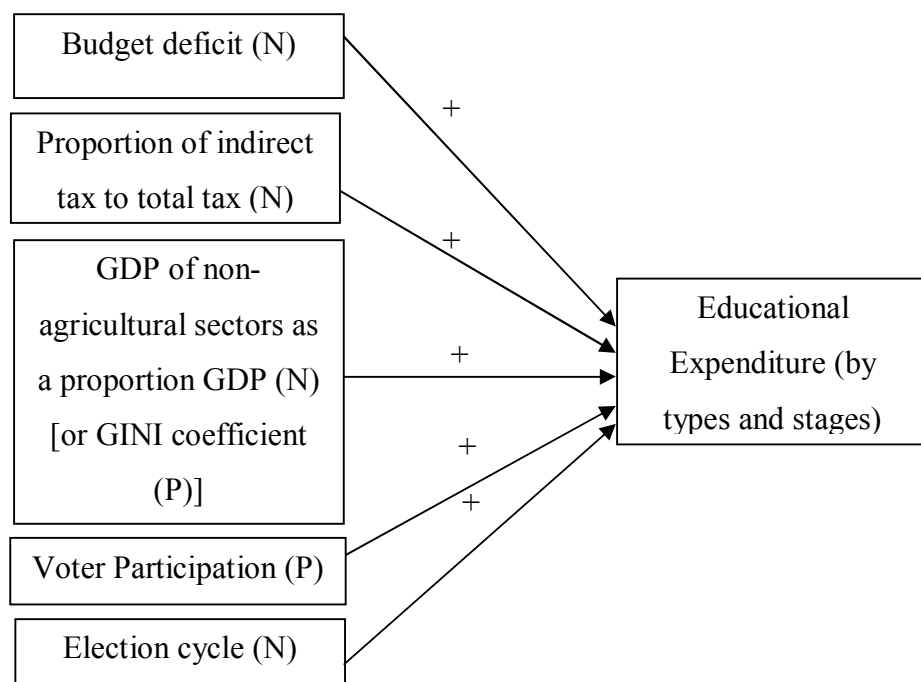 Budget deficit (N)
+
Proportion of indirect
tax to total tax (N)
+
GDP of non-
agricultural sectors as
a proportion GDP (N)
[or GINI coefficient
(P)]
+
Educational
Expenditure (by
types and stages)
+
+
Voter Participation (P)
Election cycle (N)